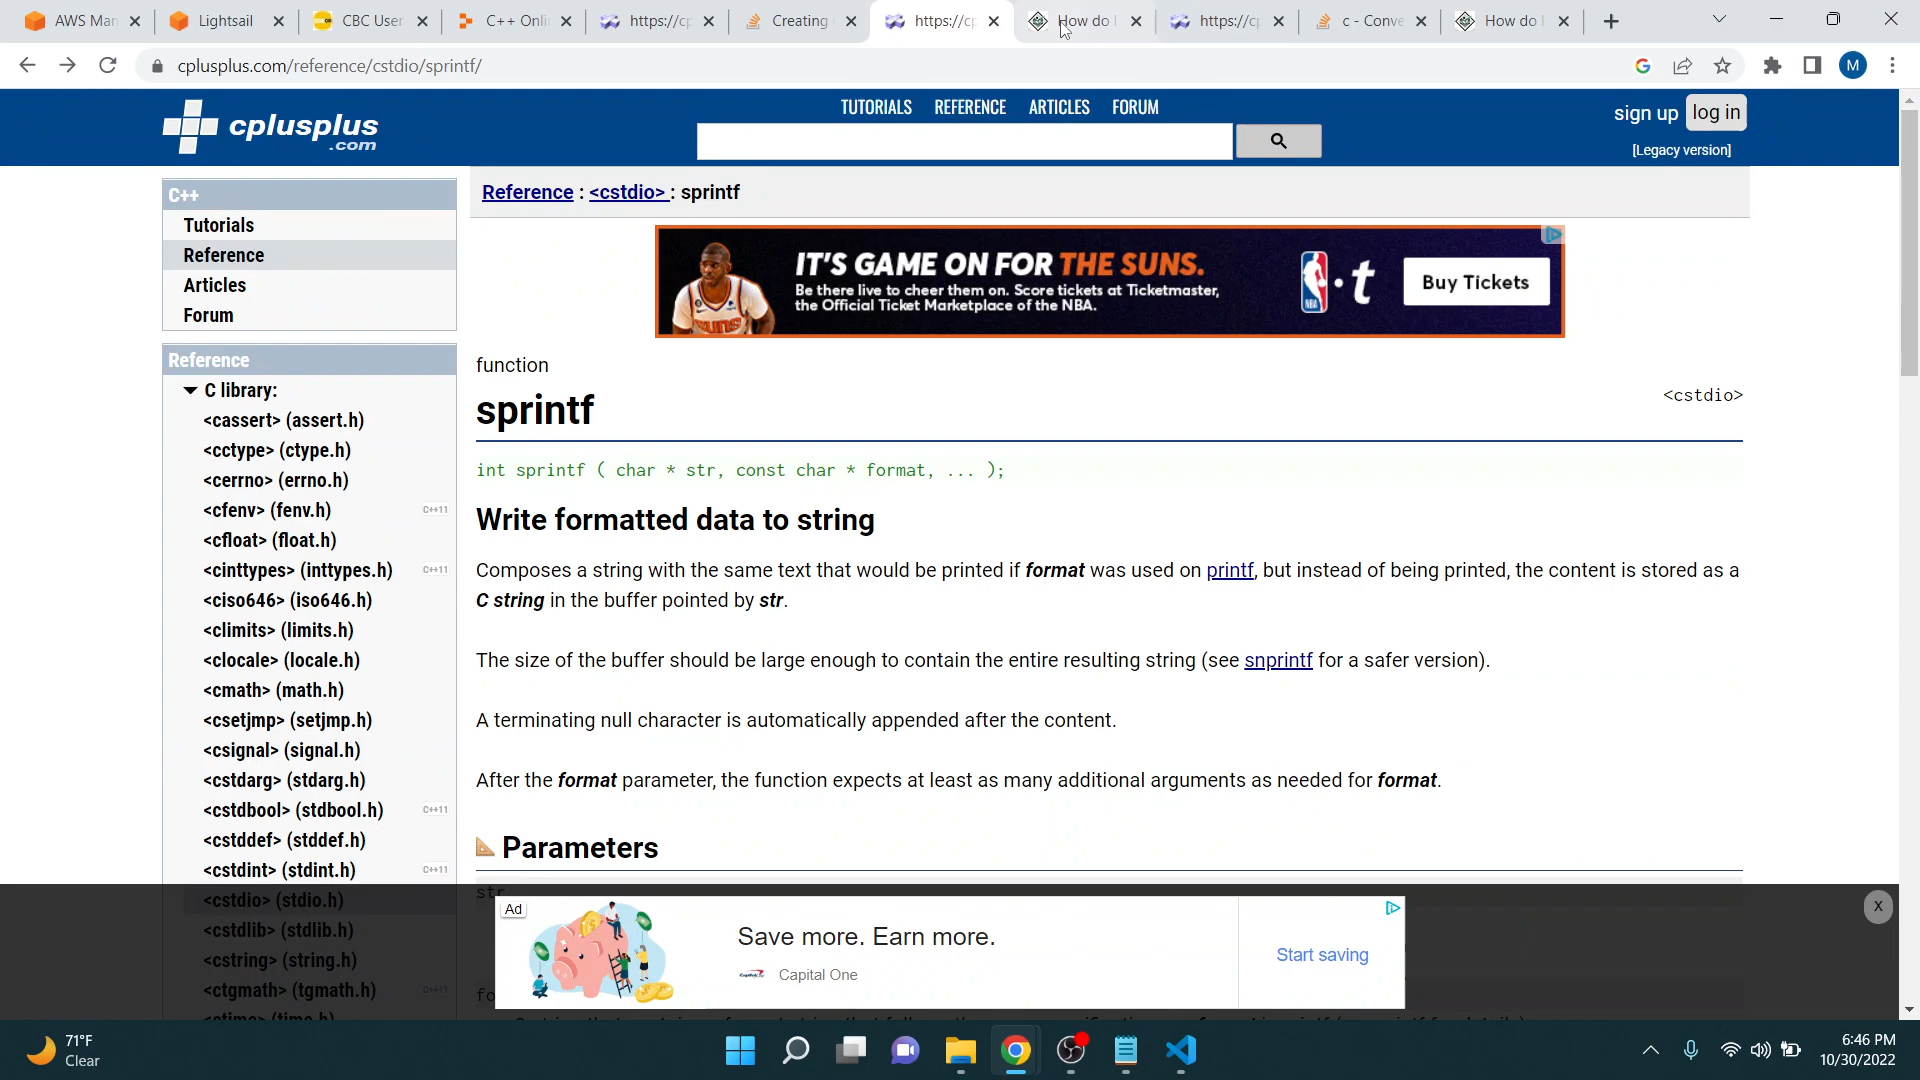 AWS Man
Lightsail
CBC User
C++ Onli
https://cp
Creating
https://cp
How do I
https://cp
c - Conve
How do I
cplusplus.com/reference/cstdio/sprintf/
M
cplusplus
.com
TUTORIALS REFERENCE ARTICLES FORUM
sign up log in
[Legacy version]
C++
Tutorials
Reference
Articles
Forum
Reference
C library:
<cassert> (assert.h)
<cctype> (ctype.h)
<cerrno> (errno.h)
<cfenv> (fenv.h) C++11
<cfloat> (float.h)
<cinttypes> (inttypes.h) C++11
<ciso646> (iso646.h)
<climits> (limits.h)
<clocale> (locale.h)
<cmath> (math.h)
<csetjmp> (setjmp.h)
<csignal> (signal.h)
<cstdarg> (stdarg.h)
<cstdbool> (stdbool.h) C++11
<cstddef> (stddef.h)
<cstdint> (stdint.h) C++11
<cstdio> (stdio.h)
<cstdlib> (stdlib.h)
<cstring> (string.h)
<ctgmath> (tgmath.h) C++11
<ctime> (time.h)
Reference : <cstdio> : sprintf
SUNS
IT'S GAME ON FOR THE SUNS.
Be there live to cheer them on. Score tickets at Ticketmaster,
the Official Ticket Marketplace of the NBA.
NBA
t
Buy Tickets
function
sprintf
<cstdio>
int sprintf ( char * str, const char * format, ... );
Write formatted data to string
Composes a string with the same text that would be printed if format was used on printf, but instead of being printed, the content is stored as a
C string in the buffer pointed by str.
The size of the buffer should be large enough to contain the entire resulting string (see snprintf for a safer version).
A terminating null character is automatically appended after the content.
After the format parameter, the function expects at least as many additional arguments as needed for format.
Parameters
str
Ad
Save more. Earn more.
Capital One
Start saving
X
71°F
Clear
6:46 PM
10/30/2022